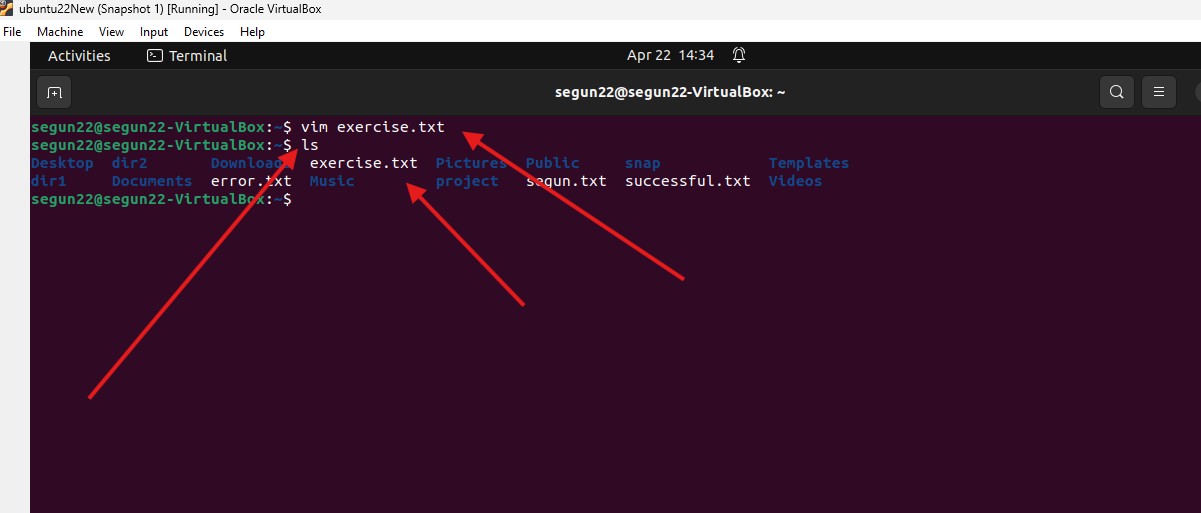 ubuntu22New (Snapshot 1) [Running] - Oracle VirtualBox
File Machine View Input Devices Help
Activities Terminal Apr 22 14:34
segun22@segun22-VirtualBox: ~
segun22@segun22-VirtualBox:~$ vim exercise.txt
segun22@segun22-VirtualBox:~$ ls
Desktop dir2 Downloads exercise.txt Pictures Public snap Templates
dir1 Documents error.txt Music project segun.txt successful.txt Videos
segun22@segun22-VirtualBox:~$